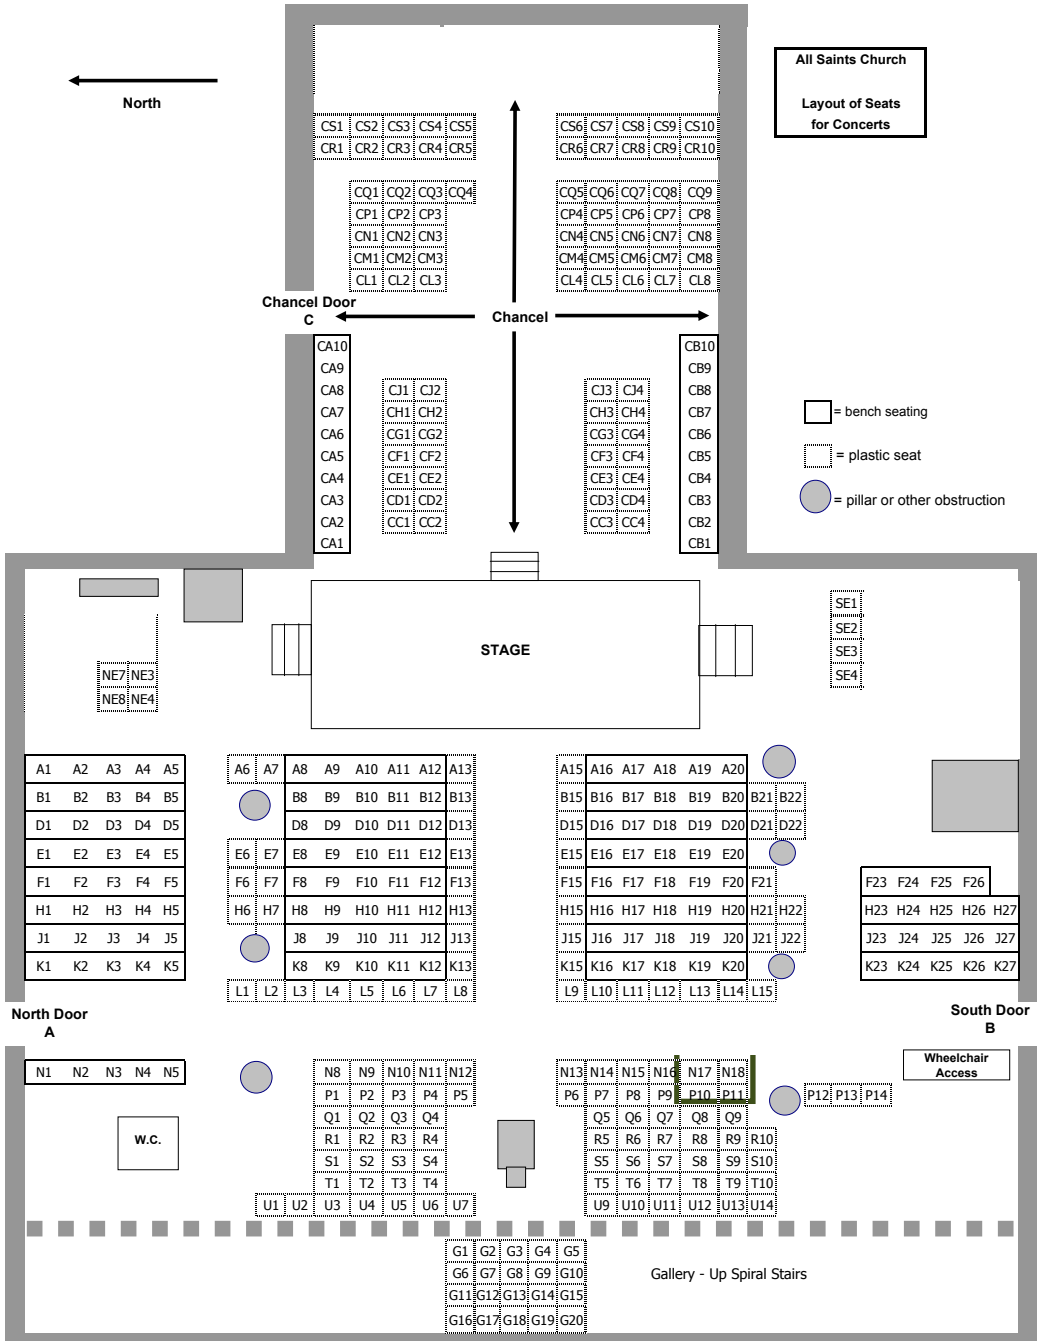 All Saints Church
Layout of Seats
for Concerts
North
CS1 CS2 CS3 CS4 CS5 CS6 CS7 CS8 CS9 CS10
CR1 CR2 CR3 CR4 CR5 CR6 CR7 CR8 CR9 CR10
CQ1 CQ2 CQ3 CQ4 CQ5 CQ6 CQ7 CQ8 CQ9
CP1 CP2 CP3 CP4 CP5 CP6 CP7 CP8
CN1 CN2 CN3 CN4 CN5 CN6 CN7 CN8
CM1 CM2 CM3 CM4 CM5 CM6 CM7 CM8
CL1 CL2 CL3 CL4 CL5 CL6 CL7 CL8
Chancel Door
C
Chancel
CA10 CB10
CA9 CB9
CA8 CJ1 CJ2 CJ3 CJ4 CB8
CA7 CH1 CH2 CH3 CH4 CB7
CA6 CG1 CG2 CG3 CG4 CB6
CA5 CF1 CF2 CF3 CF4 CB5
CA4 CE1 CE2 CE3 CE4 CB4
CA3 CD1 CD2 CD3 CD4 CB3
CA2 CC1 CC2 CC3 CC4 CB2
CA1 CB1
= bench seating
= plastic seat
= pillar or other obstruction
STAGE
SE1
SE2
SE3
SE4
NE7 NE3
NE8 NE4
A1 A2 A3 A4 A5 A6 A7 A8 A9 A10 A11 A12 A13 A15 A16 A17 A18 A19 A20
B1 B2 B3 B4 B5 B8 B9 B10 B11 B12 B13 B15 B16 B17 B18 B19 B20 B21 B22
D1 D2 D3 D4 D5 D8 D9 D10 D11 D12 D13 D15 D16 D17 D18 D19 D20 D21 D22
E1 E2 E3 E4 E5 E6 E7 E8 E9 E10 E11 E12 E13 E15 E16 E17 E18 E19 E20
F1 F2 F3 F4 F5 F6 F7 F8 F9 F10 F11 F12 F13 F15 F16 F17 F18 F19 F20 F21 F23 F24 F25 F26
H1 H2 H3 H4 H5 H6 H7 H8 H9 H10 H11 H12 H13 H15 H16 H17 H18 H19 H20 H21 H22 H23 H24 H25 H26 H27
J1 J2 J3 J4 J5 J8 J9 J10 J11 J12 J13 J15 J16 J17 J18 J19 J20 J21 J22 J23 J24 J25 J26 J27
K1 K2 K3 K4 K5 K8 K9 K10 K11 K12 K13 K15 K16 K17 K18 K19 K20 K23 K24 K25 K26 K27
L1 L2 L3 L4 L5 L6 L7 L8 L9 L10 L11 L12 L13 L14 L15
North Door
A
South Door
B
Wheelchair
Access
N1 N2 N3 N4 N5 N8 N9 N10 N11 N12 N13 N14 N15 N16 N17 N18
P1 P2 P3 P4 P5 P6 P7 P8 P9 P10 P11 P12 P13 P14
Q1 Q2 Q3 Q4 Q5 Q6 Q7 Q8 Q9
W.C.
R1 R2 R3 R4 R5 R6 R7 R8 R9 R10
S1 S2 S3 S4 S5 S6 S7 S8 S9 S10
T1 T2 T3 T4 T5 T6 T7 T8 T9 T10
U1 U2 U3 U4 U5 U6 U7 U9 U10 U11 U12 U13 U14
G1 G2 G3 G4 G5
G6 G7 G8 G9 G10
G11 G12 G13 G14 G15
G16 G17 G18 G19 G20
Gallery - Up Spiral Stairs